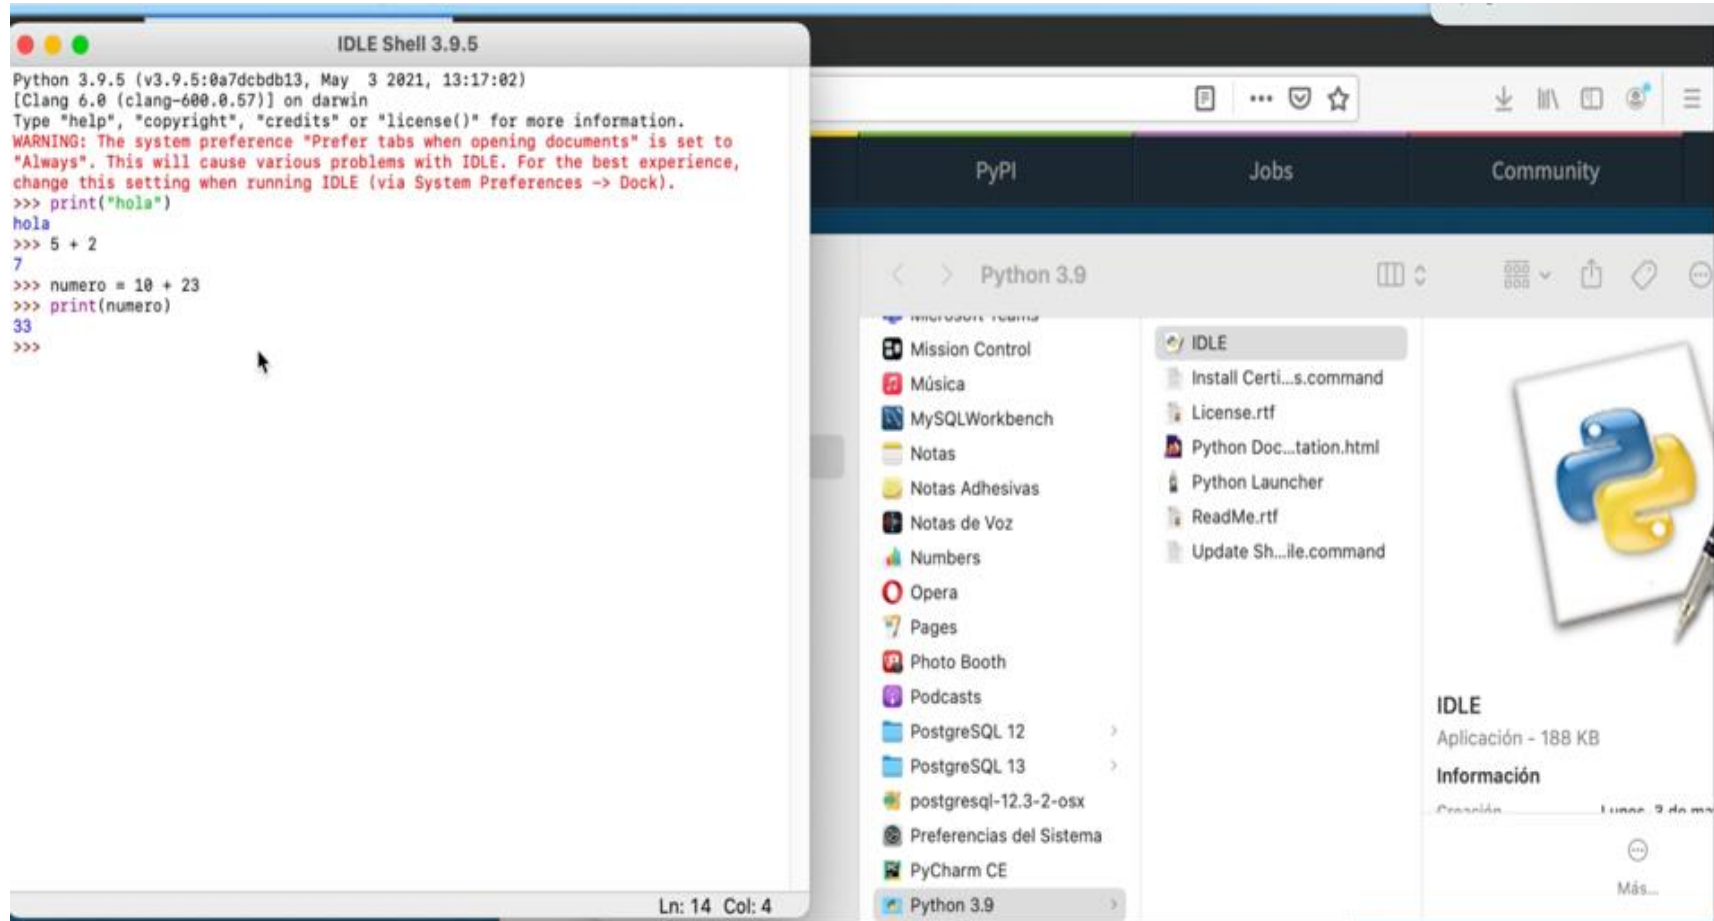 IDLE Shell 3.9.5
Python 3.9.5 (v3.9.5:0a7dcbdb13, May  3 2021, 13:17:02)
[Clang 6.0 (clang-600.0.57)] on darwin
Type "help", "copyright", "credits" or "license()" for more information.
WARNING: The system preference "Prefer tabs when opening documents" is set to
"Always". This will cause various problems with IDLE. For the best experience,
change this setting when running IDLE (via System Preferences -> Dock).
>>> print("hola")
hola
>>> 5 + 2
7
>>> numero = 10 + 23
>>> print(numero)
33
>>>
Ln: 14  Col: 4
PyPI
Jobs
Community
Python 3.9
Microsoft Teams
Mission Control
Música
MySQLWorkbench
Notas
Notas Adhesivas
Notas de Voz
Numbers
Opera
Pages
Photo Booth
Podcasts
PostgreSQL 12
PostgreSQL 13
postgresql-12.3-2-osx
Preferencias del Sistema
PyCharm CE
Python 3.9
IDLE
Install Certi...s.command
License.rtf
Python Doc...tation.html
Python Launcher
ReadMe.rtf
Update Sh...ile.command
IDLE
Aplicación - 188 KB
Información
Creación
Lunes, 3 de
Más...